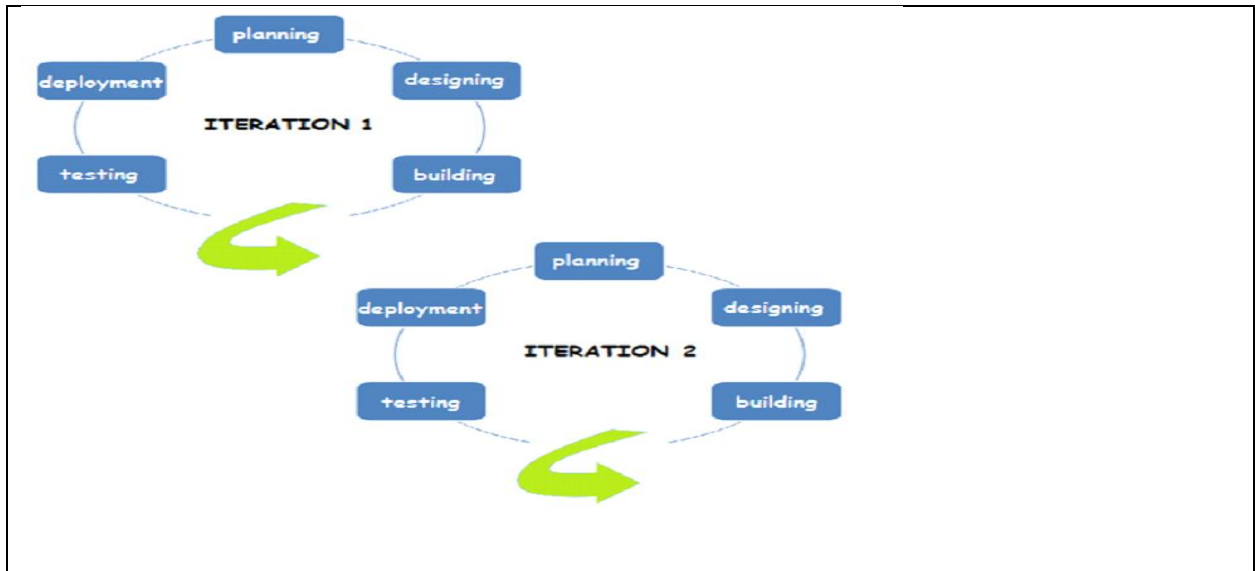 planning
deployment
designing
ITERATION 1
testing
building
planning
deployment
designing
ITERATION 2
testing
building